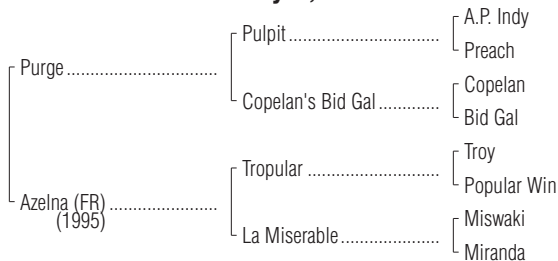 A.P. Indy
Pulpit
Preach
Purge
Copelan
Copelan's Bid Gal
Bid Gal
Troy
Tropular
Popular Win
Azelna (FR)
(1995)
Miswaki
La Miserable
Miranda